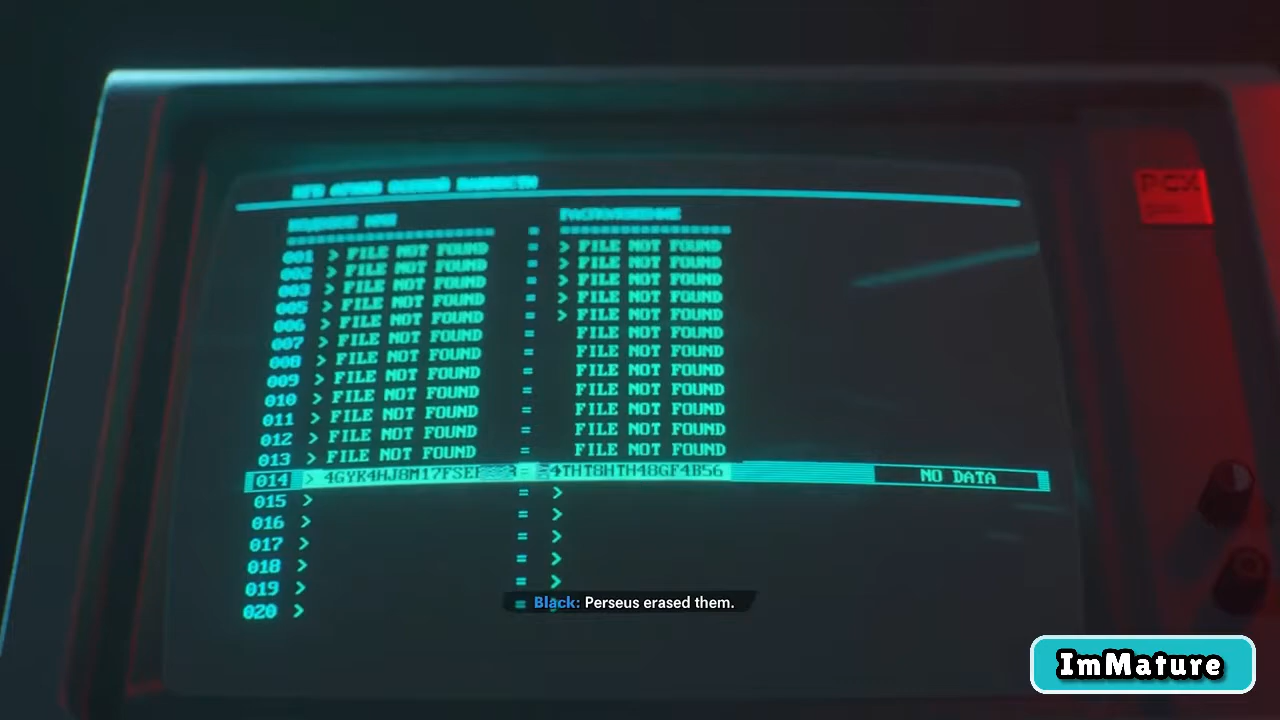 001 > FILE NOT FOUND = > FILE NOT FOUND
002 > FILE NOT FOUND = > FILE NOT FOUND
003 > FILE NOT FOUND = > FILE NOT FOUND
005 > FILE NOT FOUND = > FILE NOT FOUND
006 > FILE NOT FOUND = > FILE NOT FOUND
007 > FILE NOT FOUND = FILE NOT FOUND
008 > FILE NOT FOUND = FILE NOT FOUND
009 > FILE NOT FOUND = FILE NOT FOUND
010 > FILE NOT FOUND = FILE NOT FOUND
011 > FILE NOT FOUND = FILE NOT FOUND
012 > FILE NOT FOUND = FILE NOT FOUND
013 > FILE NOT FOUND = FILE NOT FOUND
014 > = 4THT8HTH48GF4B56 NO DATA
015 > = >
016 > = >
017 > = >
018 > = >
019 > = >
020 > =
Black: Perseus erased them.
PCX
ImMature